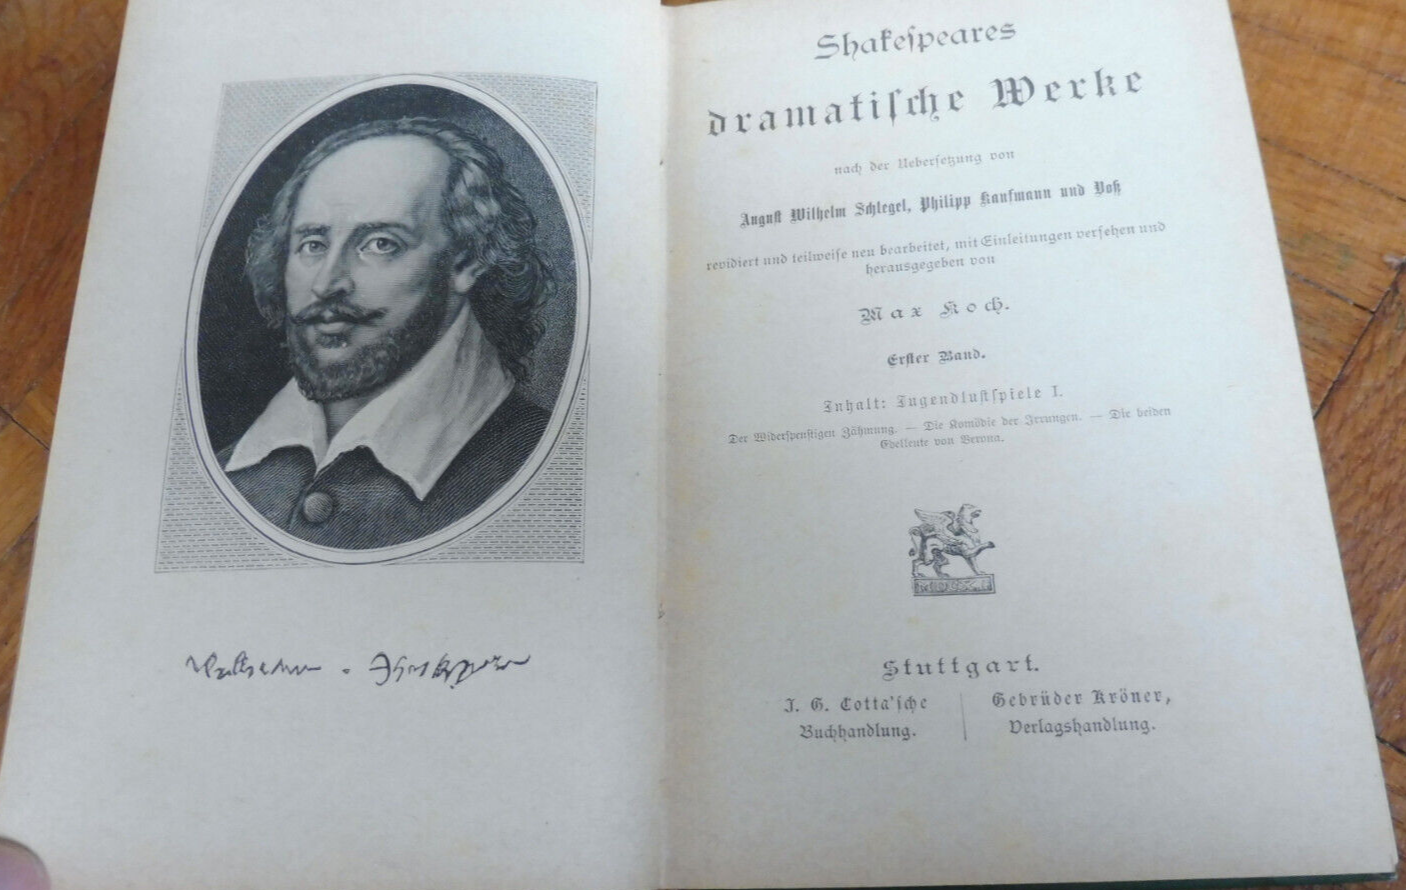 William Shakspere
Shakeſpeares
dramatiſche Werke
nach der Ueberſetzung von
Auguſt Wilhelm Schlegel, Philipp Kaufmann und Voß
revidiert und teilweiſe neu bearbeitet, mit Einleitungen verſehen und
herausgegeben von
Max Koch.
Erſter Band.
Inhalt: Jugendluſtſpiele I.
Der Widerſpenſtigen Zähmung. — Die Komödie der Irrungen. — Die beiden
Edelleute von Verona.
Stuttgart.
J. G. Cotta'ſche
Buchhandlung.
Gebrüder Kröner,
Verlagshandlung.